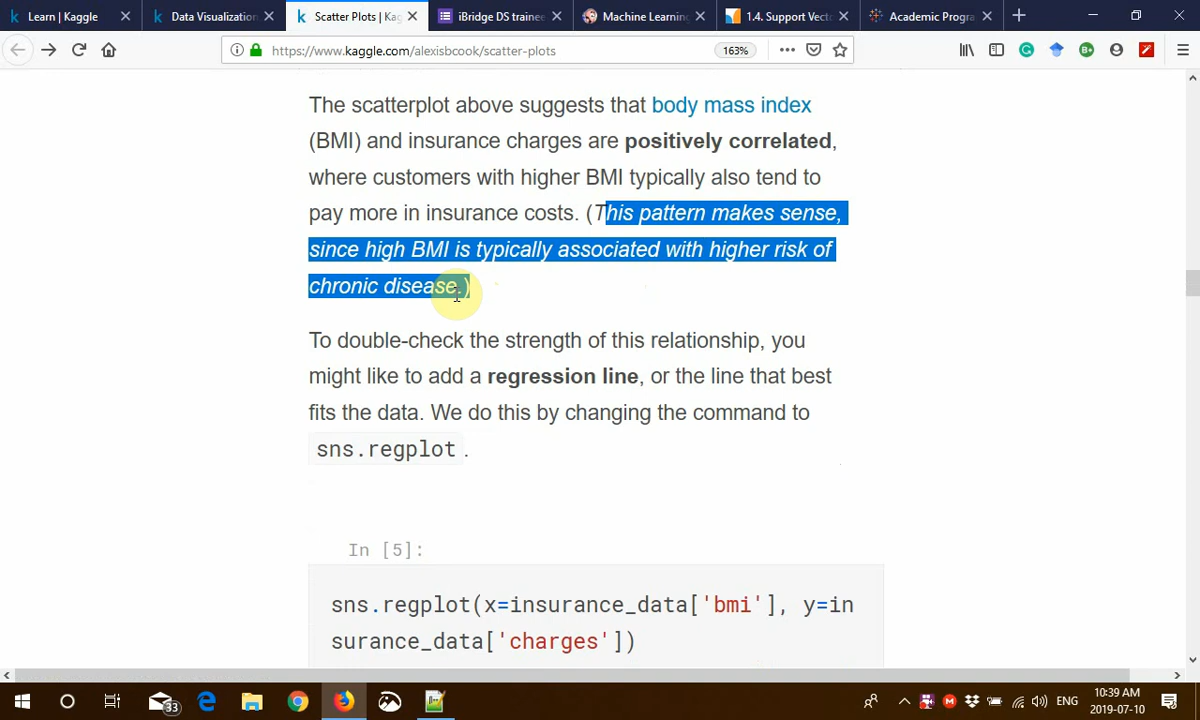 Learn | Kaggle
Data Visualization
Scatter Plots | Kag
iBridge DS trainee
Machine Learning
1.4. Support Vecto
Academic Progra
https://www.kaggle.com/alexisbcook/scatter-plots
163%
The scatterplot above suggests that body mass index
(BMI) and insurance charges are positively correlated,
where customers with higher BMI typically also tend to
pay more in insurance costs. (This pattern makes sense,
since high BMI is typically associated with higher risk of
chronic disease.)
To double-check the strength of this relationship, you
might like to add a regression line, or the line that best
fits the data. We do this by changing the command to
sns.regplot .
In [5]:
sns.regplot(x=insurance_data['bmi'], y=in
surance_data['charges'])
33
ENG
10:39 AM
2019-07-10